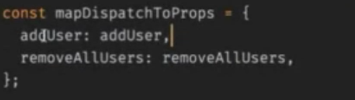 const mapDispatchToProps = {
addUser: addUser,
removeAllUsers: removeAllUsers,
};